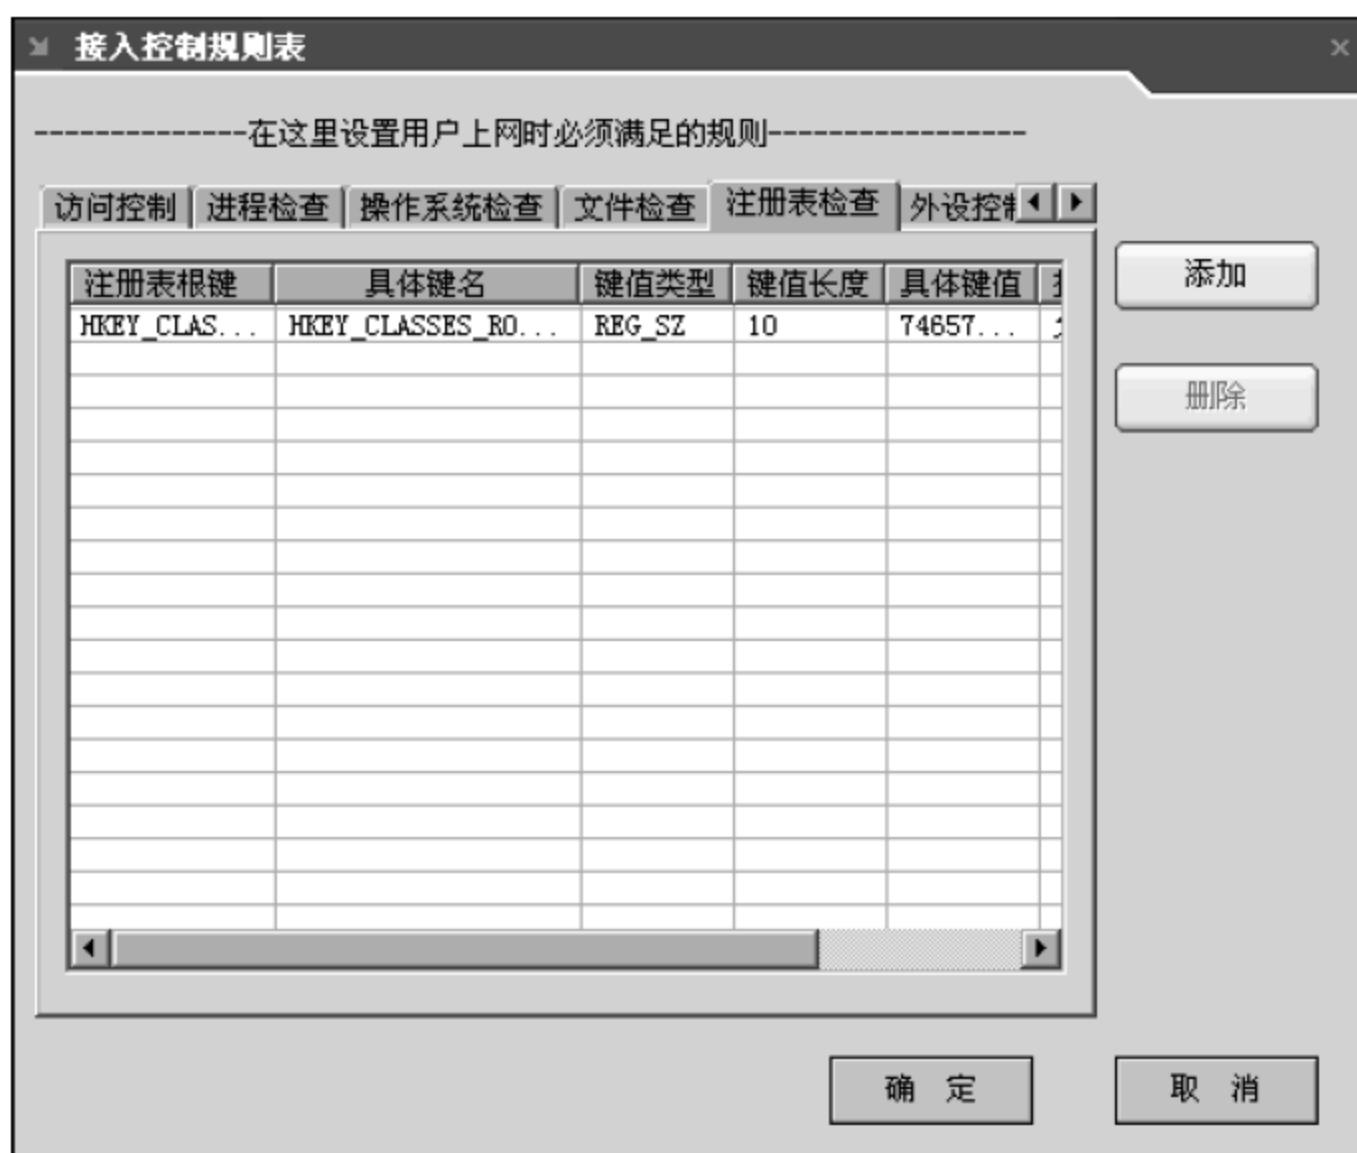 接入控制规则表
--------------在这里设置用户上网时必须满足的规则-----------------
访问控制 进程检查 操作系统检查 文件检查 注册表检查 外设控制
注册表根键 具体键名 键值类型 键值长度 具体键值
HKEY_CLAS... HKEY_CLASSES_RO... REG_SZ 10 74657...
添加
删除
确 定 取 消